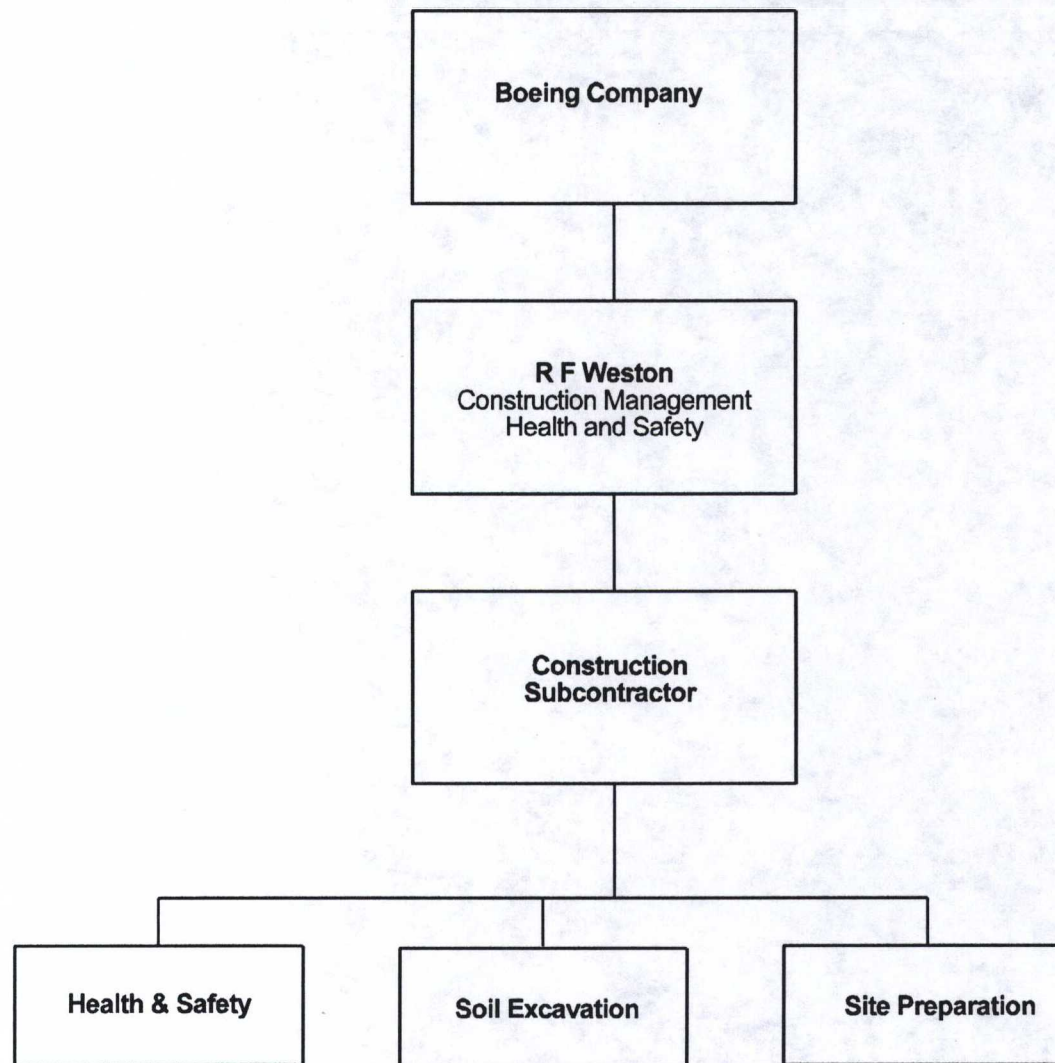 Boeing Company
R F Weston
Construction Management
Health and Safety
Construction
Subcontractor
Health & Safety
Soil Excavation
Site Preparation